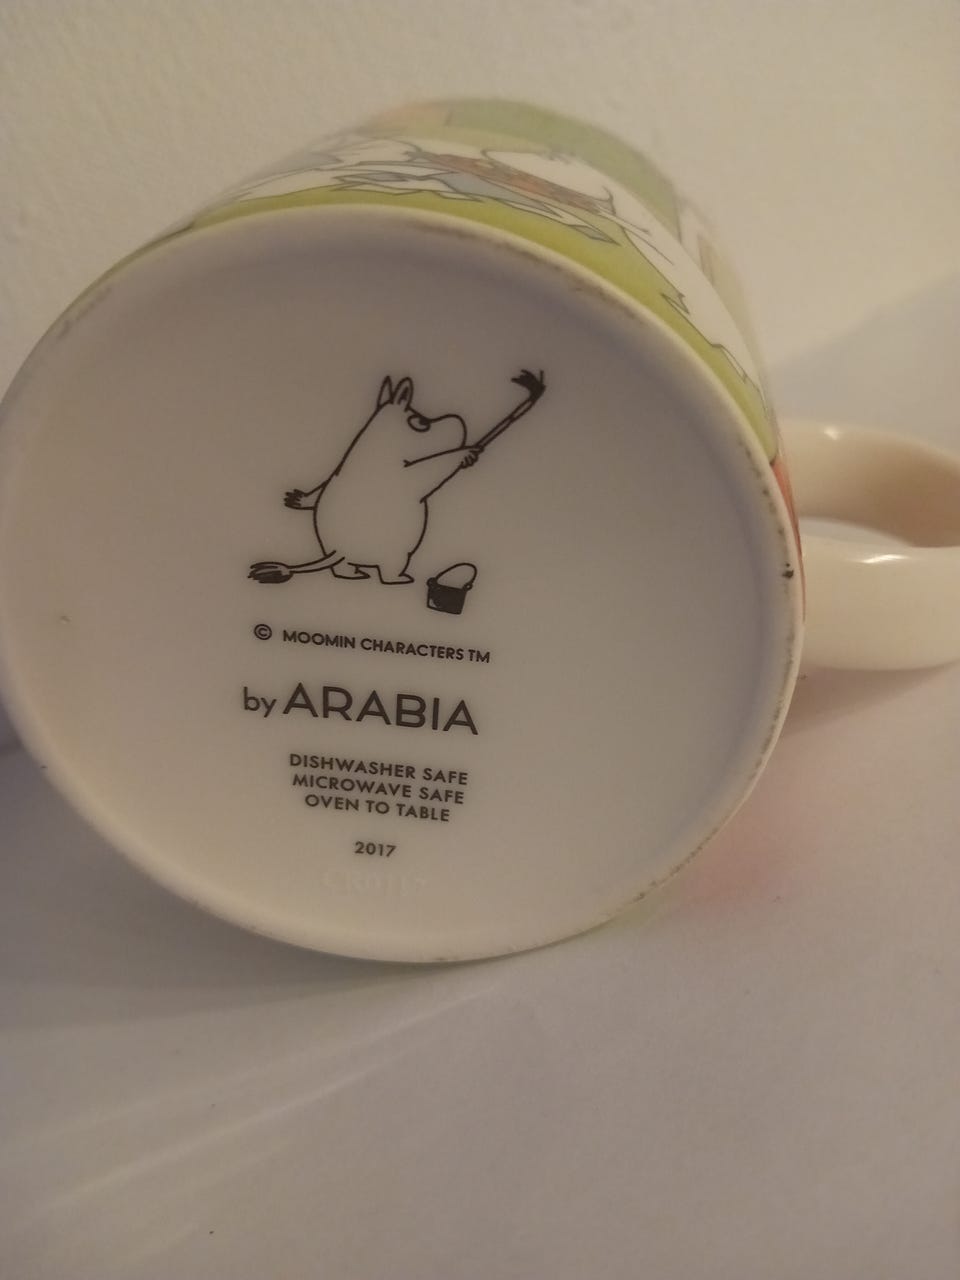 © MOOMIN CHARACTERS TM
by ARABIA
DISHWASHER SAFE
MICROWAVE SAFE
OVEN TO TABLE
2017